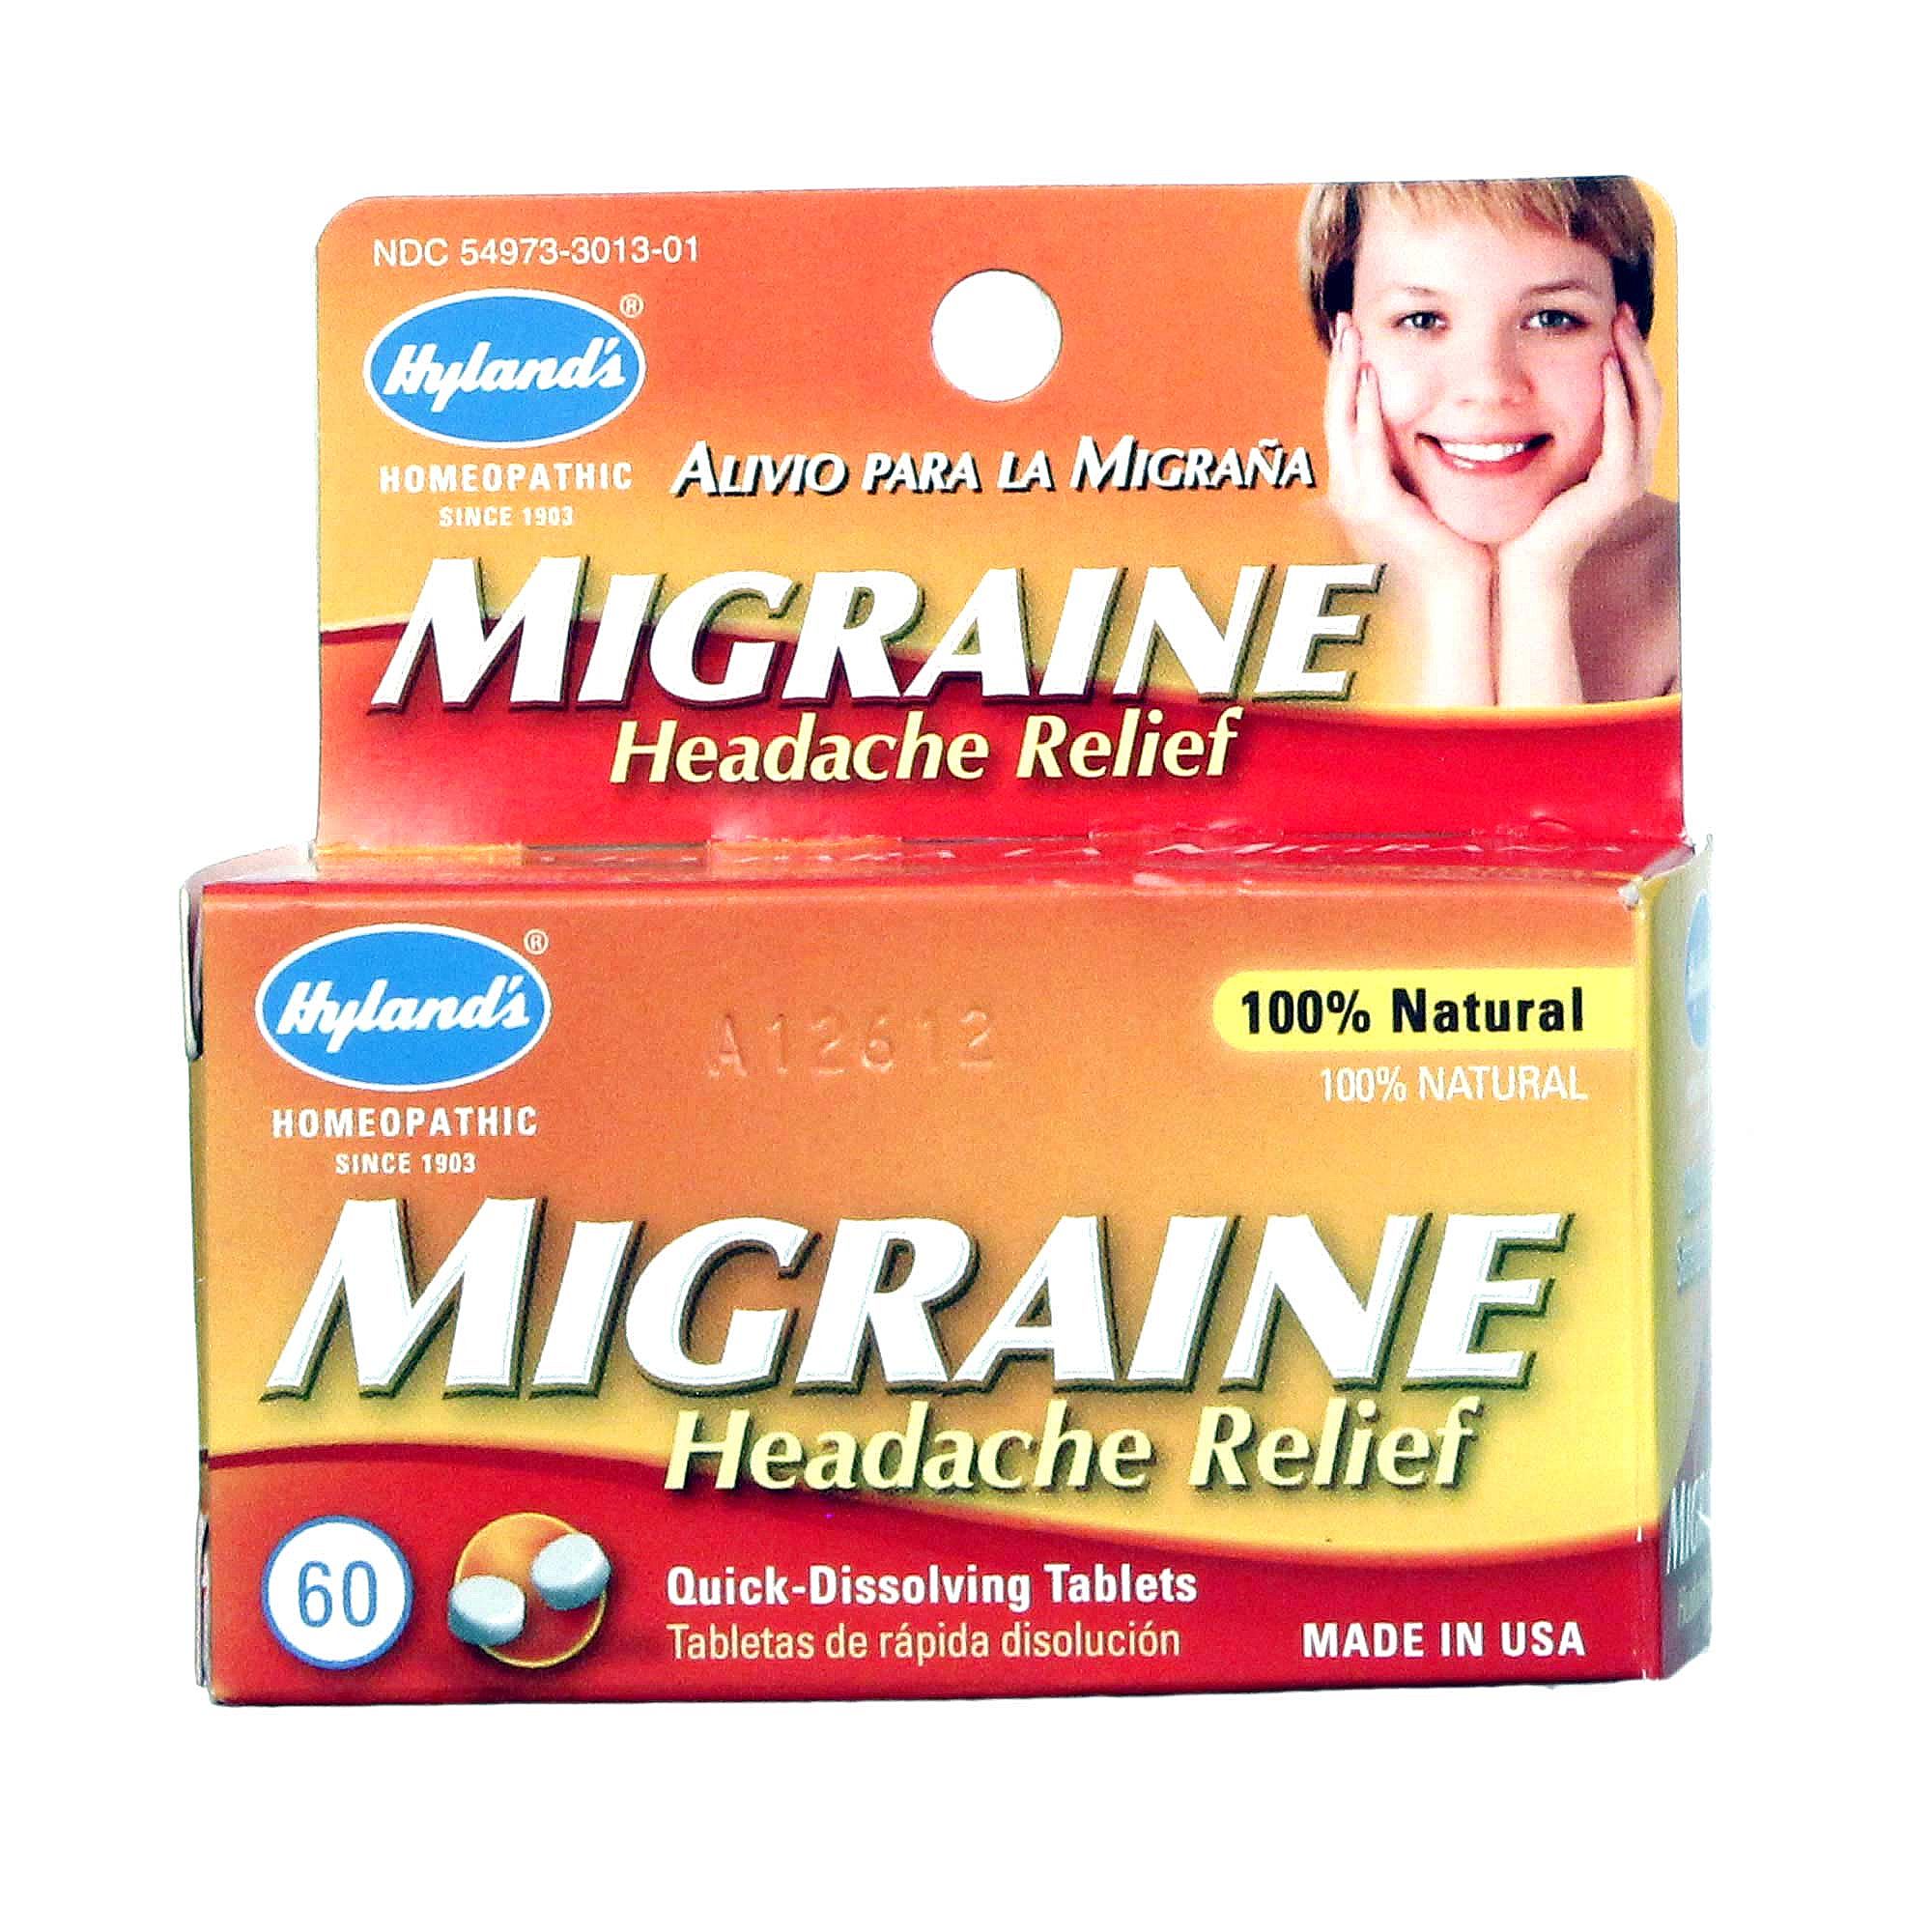 NDC 54973-3013-01
Hyland's®
HOMEOPATHIC
SINCE 1903
ALIVIO PARA LA MIGRAÑA
MIGRAINE
Headache Relief
Hyland's®
HOMEOPATHIC
SINCE 1903
A12612
100% Natural
100% NATURAL
MIGRAINE
Headache Relief
60
Quick-Dissolving Tablets
Tabletas de rápida disolución
MADE IN USA